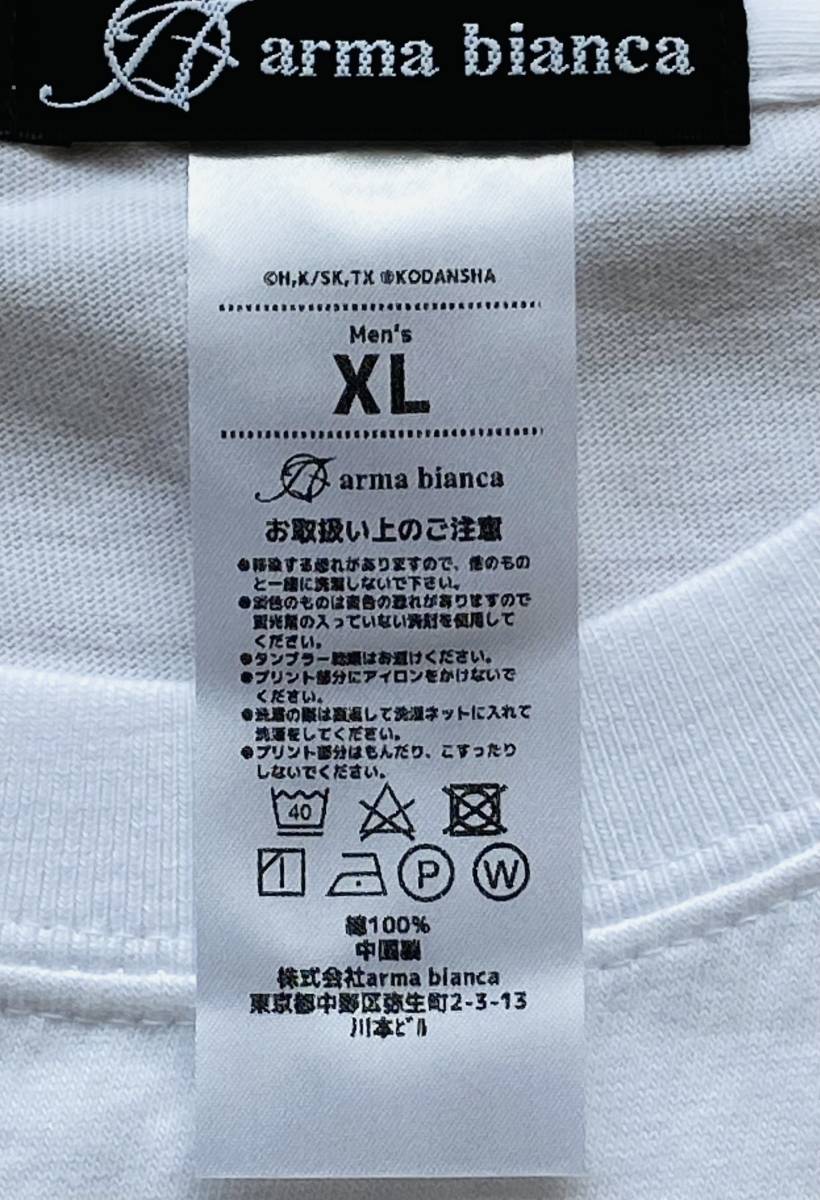 arma bianca
©H,K/SK,TX ®KODANSHA
Men's
XL
arma bianca
お取扱い上のご注意
●移染する恐れがありますので、他のもの
と一緒に洗濯しないで下さい。
●淡色のものは変色の恐れがありますので
蛍光剤の入っていない洗剤を使用して
ください。
●タンブラー乾燥はお避けください。
●プリント部分にアイロンをかけないで
ください。
●洗濯の際は裏返して洗濯ネットに入れて
洗濯をしてください。
●プリント部分はもんだり、こすったり
しないでください。
40
P W
綿100%
中国製
株式会社arma bianca
東京都中野区弥生町2-3-13
川本ビル